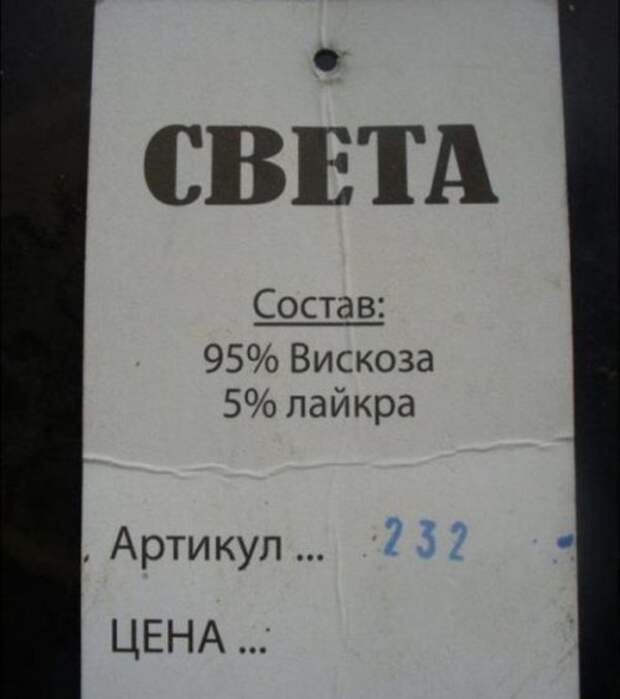 СВЕТА
Состав:
95% Вискоза
5% лайкра
Артикул ... 232
ЦЕНА ...